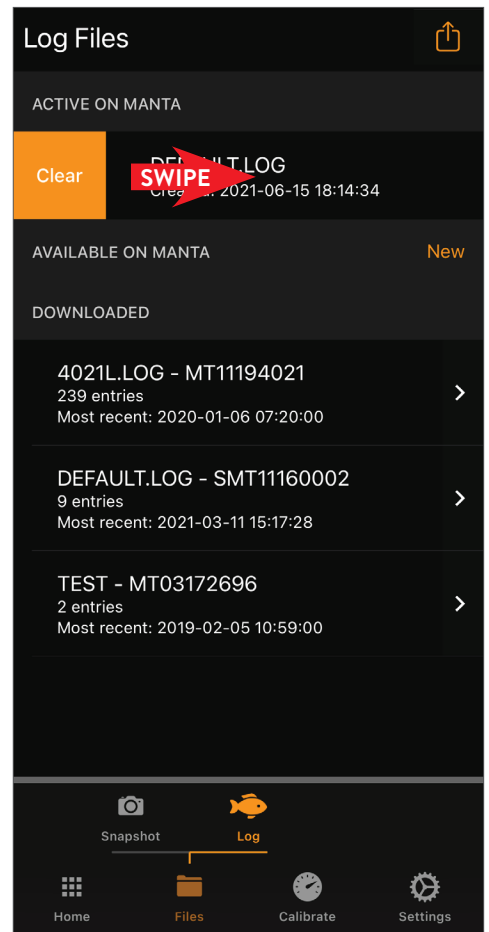 Log Files
ACTIVE ON MANTA
Clear
SWIPE
LOG
2021-06-15 18:14:34
AVAILABLE ON MANTA
New
DOWNLOADED
4021L.LOG - MT11194021
239 entries
Most recent: 2020-01-06 07:20:00
DEFAULT.LOG - SMT11160002
9 entries
Most recent: 2021-03-11 15:17:28
TEST - MT03172696
2 entries
Most recent: 2019-02-05 10:59:00
Snapshot
Log
Home
Files
Calibrate
Settings